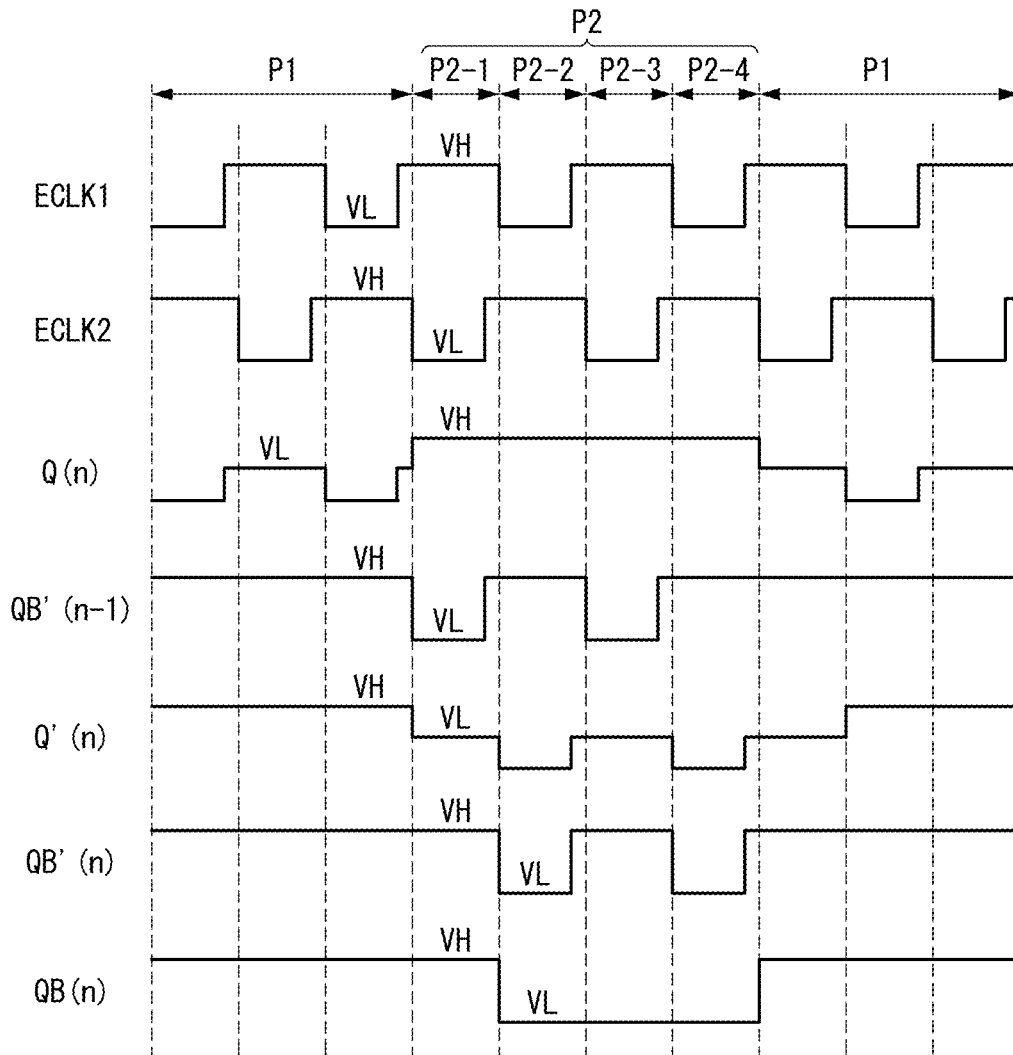 P2
P1 P2-1 P2-2 P2-3 P2-4 P1
VH
ECLK1
VL
VH
ECLK2
VL
VH
VL
Q(n)
VH
QB'(n-1)
VL
VH
VL
Q'(n)
VH
QB'(n)
VL
VH
QB(n)
VL